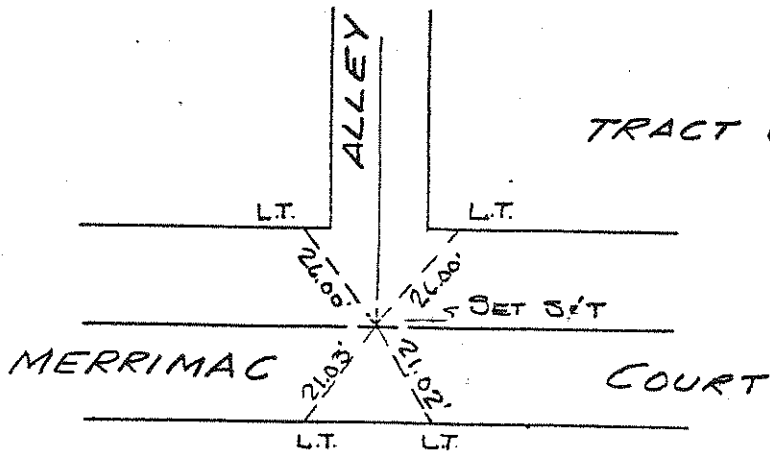 ALLEY
TRACT
L.T. L.T.
26.00' 26.00'
SET S&T
MERRIMAC COURT
21.03' 21.02'
L.T. L.T.